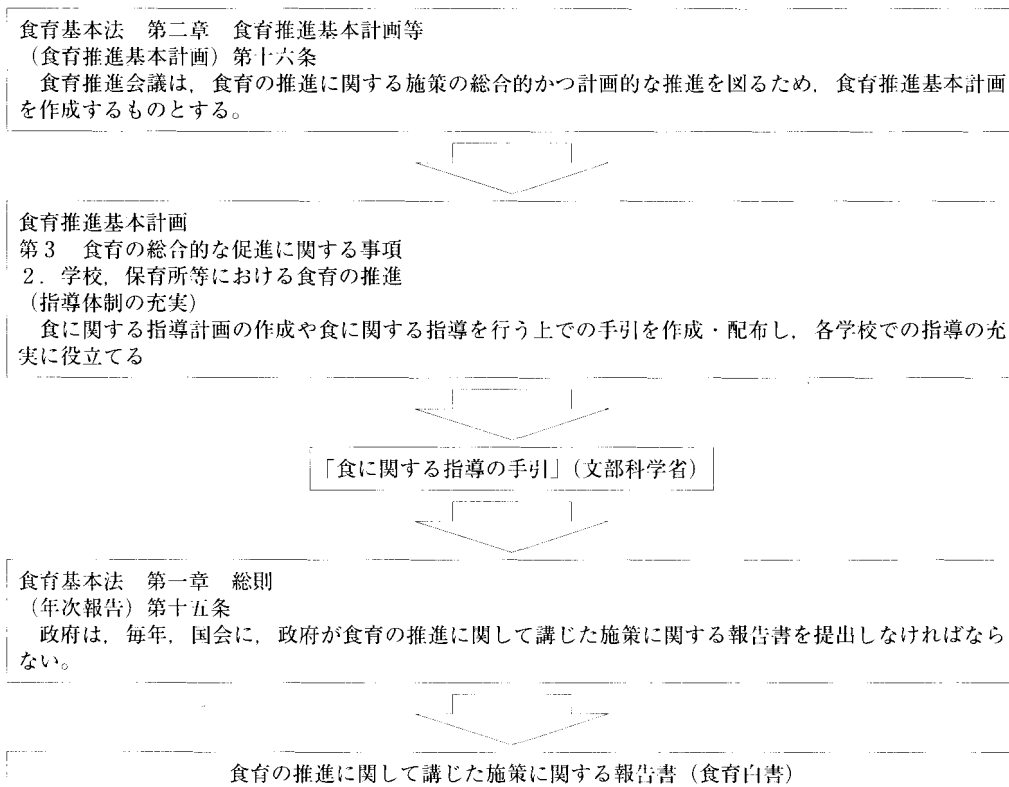 食育基本法　第二章　食育推進基本計画等
（食育推進基本計画）第十六条
　食育推進会議は，食育の推進に関する施策の総合的かつ計画的な推進を図るため，食育推進基本計画
を作成するものとする。
食育推進基本計画
第３　食育の総合的な促進に関する事項
２．学校，保育所等における食育の推進
（指導体制の充実）
　食に関する指導計画の作成や食に関する指導を行う上での手引を作成・配布し，各学校での指導の充
実に役立てる
「食に関する指導の手引」（文部科学省）
食育基本法　第一章　総則
（年次報告）第十五条
　政府は，毎年，国会に，政府が食育の推進に関して講じた施策に関する報告書を提出しなければなら
ない。
食育の推進に関して講じた施策に関する報告書（食育白書）